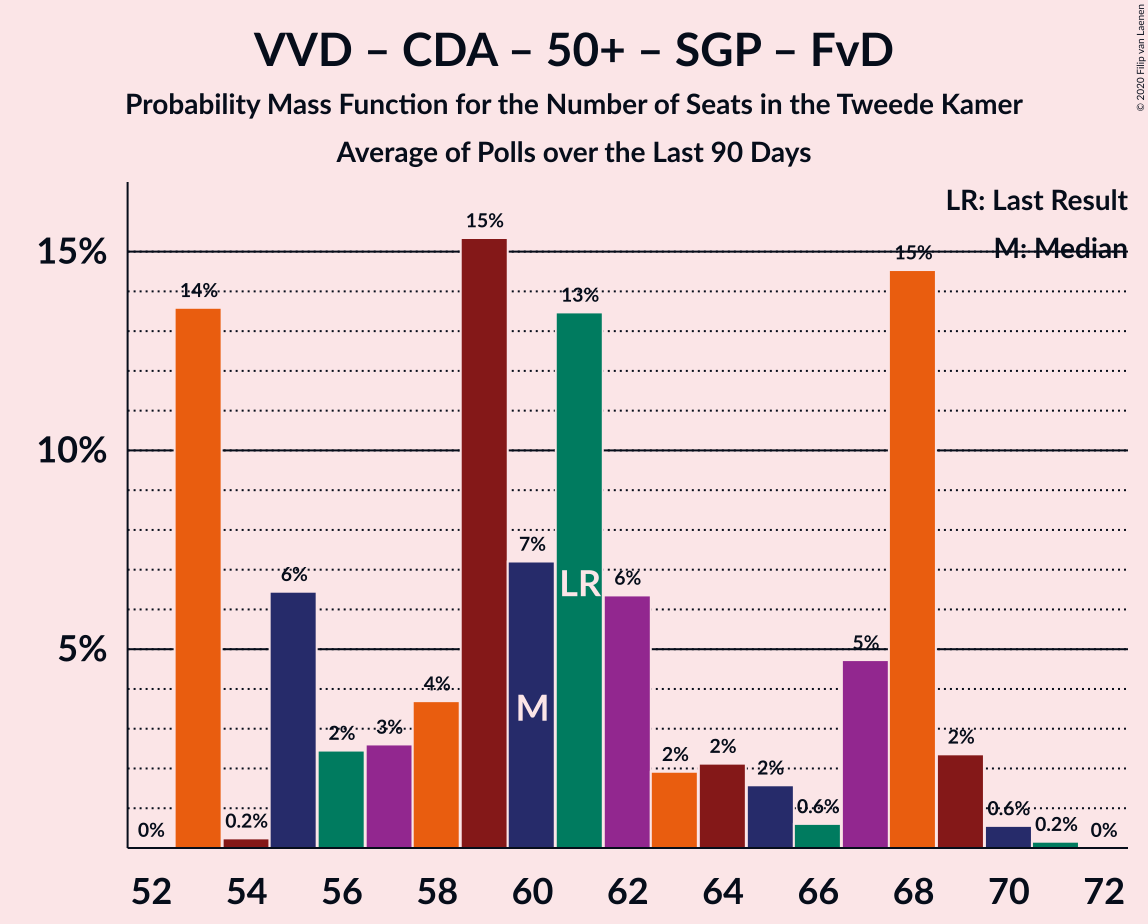 VVD – CDA – 50+ – SGP – FvD
Probability Mass Function for the Number of Seats in the Tweede Kamer
Average of Polls over the Last 90 Days
© 2020 Filip van Laenen
LR: Last Result
M: Median
15%
10%
5%
0%
14%
0.2%
6%
2%
3%
4%
15%
7%
13%
6%
2%
2%
2%
0.6%
5%
15%
2%
0.6%
0.2%
0%
LR
M
52 54 56 58 60 62 64 66 68 70 72